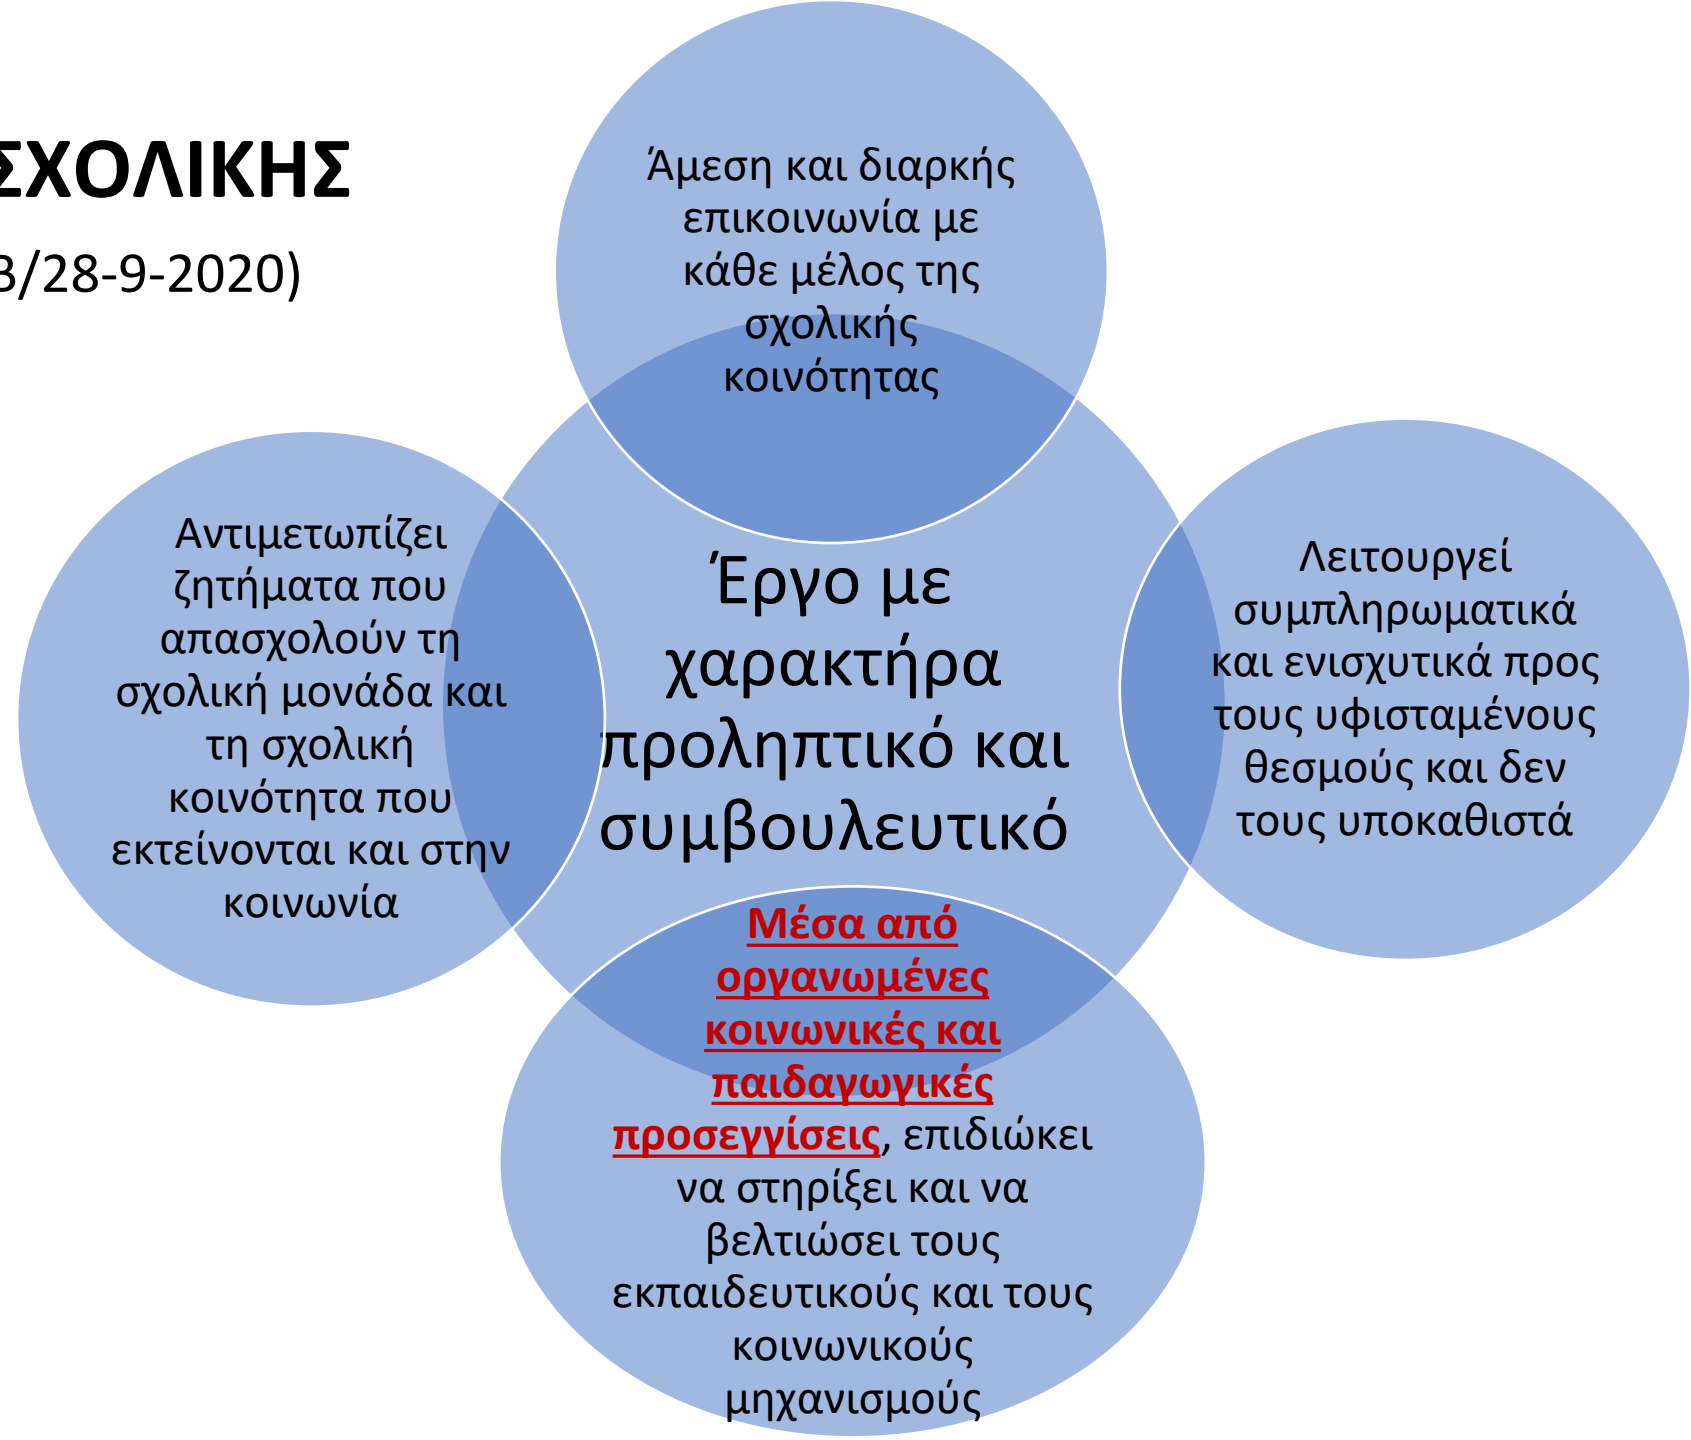 ΣΧΟΛΙΚΗΣ
/28-9-2020)
Άμεση και διαρκής
επικοινωνία με
κάθε μέλος της
σχολικής
κοινότητας
Αντιμετωπίζει
ζητήματα που
απασχολούν τη
σχολική μονάδα και
τη σχολική
κοινότητα που
εκτείνονται και στην
κοινωνία
Έργο με
χαρακτήρα
προληπτικό και
συμβουλευτικό
Λειτουργεί
συμπληρωματικά
και ενισχυτικά προς
τους υφισταμένους
θεσμούς και δεν
τους υποκαθιστά
Μέσα από
οργανωμένες
κοινωνικές και
παιδαγωγικές
προσεγγίσεις, επιδιώκει
να στηρίξει και να
βελτιώσει τους
εκπαιδευτικούς και τους
κοινωνικούς
μηχανισμούς